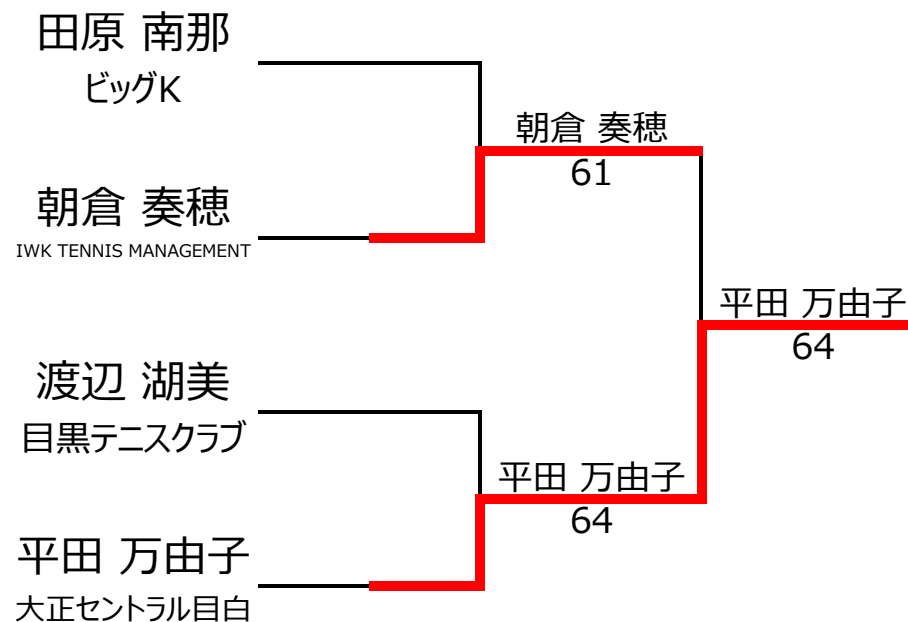 田原 南那
ビッグK
朝倉 奏穂
61
朝倉 奏穂
IWK TENNIS MANAGEMENT
平田 万由子
64
渡辺 湖美
目黒テニスクラブ
平田 万由子
64
平田 万由子
大正セントラル目白